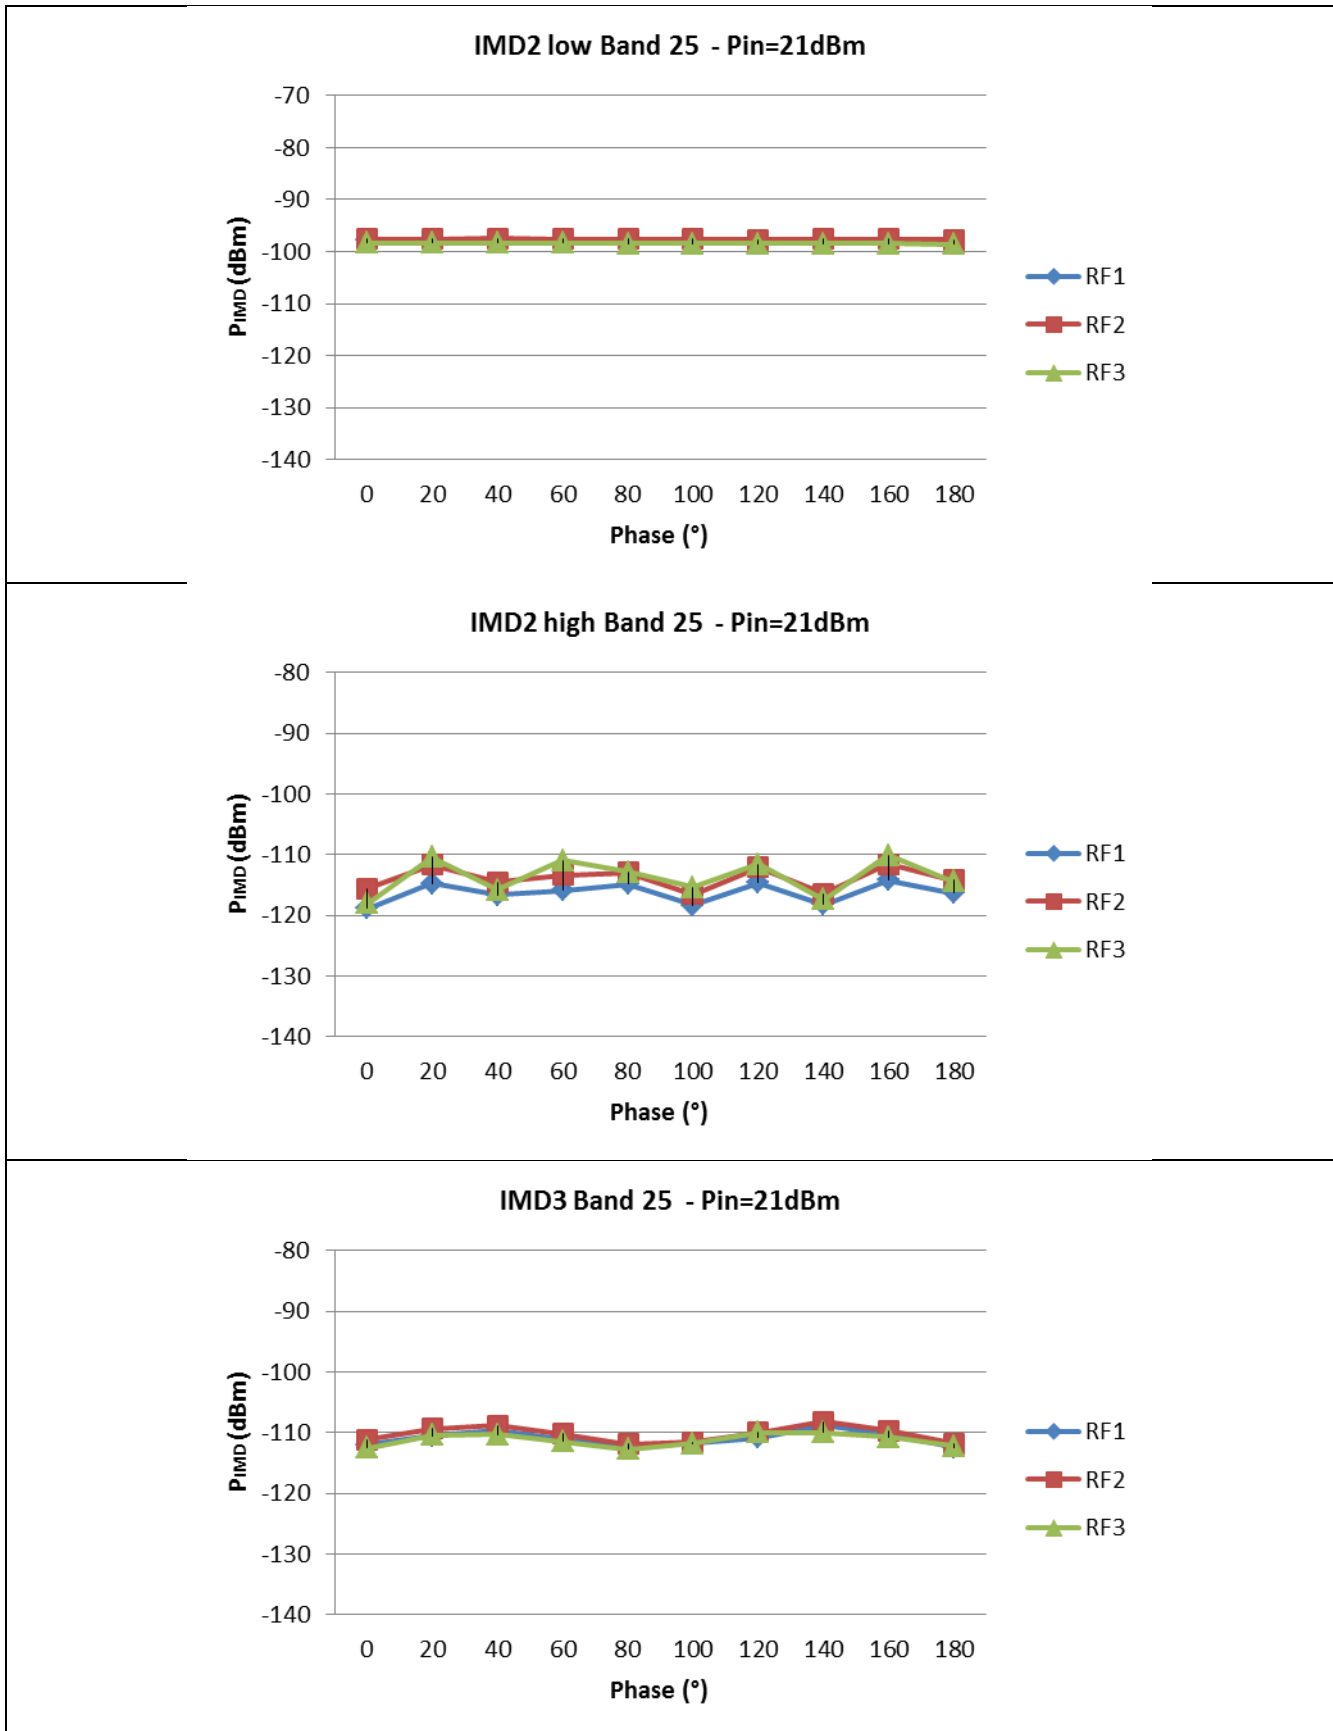 IMD2 low Band 25 - Pin=21dBm
-70
-80
-90
-100
-110
-120
-130
-140
PIMD (dBm)
0 20 40 60 80 100 120 140 160 180
Phase (°)
RF1
RF2
RF3
IMD2 high Band 25 - Pin=21dBm
-80
-90
-100
-110
-120
-130
-140
PIMD (dBm)
0 20 40 60 80 100 120 140 160 180
Phase (°)
RF1
RF2
RF3
IMD3 Band 25 - Pin=21dBm
-80
-90
-100
-110
-120
-130
-140
PIMD (dBm)
0 20 40 60 80 100 120 140 160 180
Phase (°)
RF1
RF2
RF3